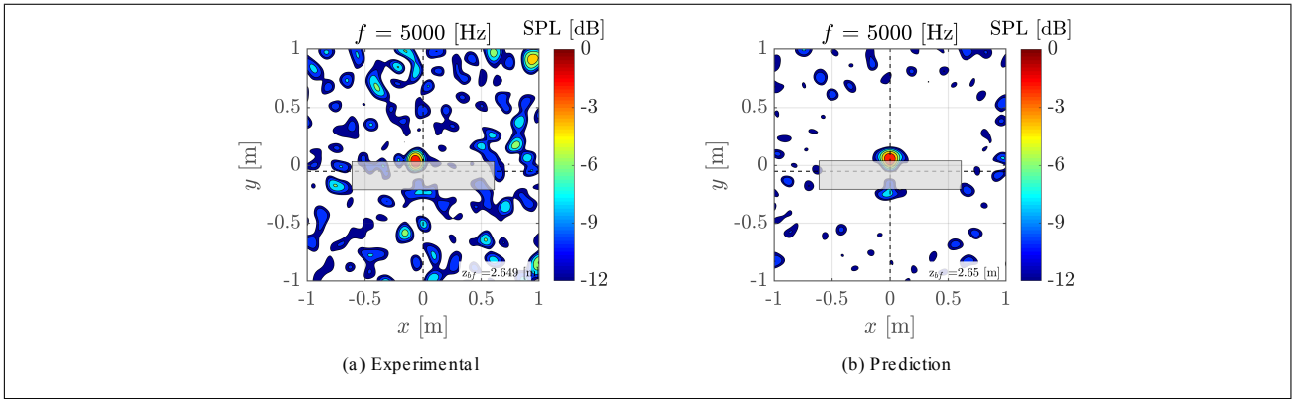 f = 5000 [Hz]
SPL [dB]
1
0.5
0
-0.5
-1
y [m]
-1
-0.5
0
0.5
1
x [m]
z_bf =2.549 [m
0
-3
-6
-9
-12
(a) Experimental
f = 5000 [Hz]
SPL [dB]
1
0.5
0
-0.5
-1
y [m]
-1
-0.5
0
0.5
1
x [m]
z_bf =2.55 [m]
0
-3
-6
-9
-12
(b) Prediction